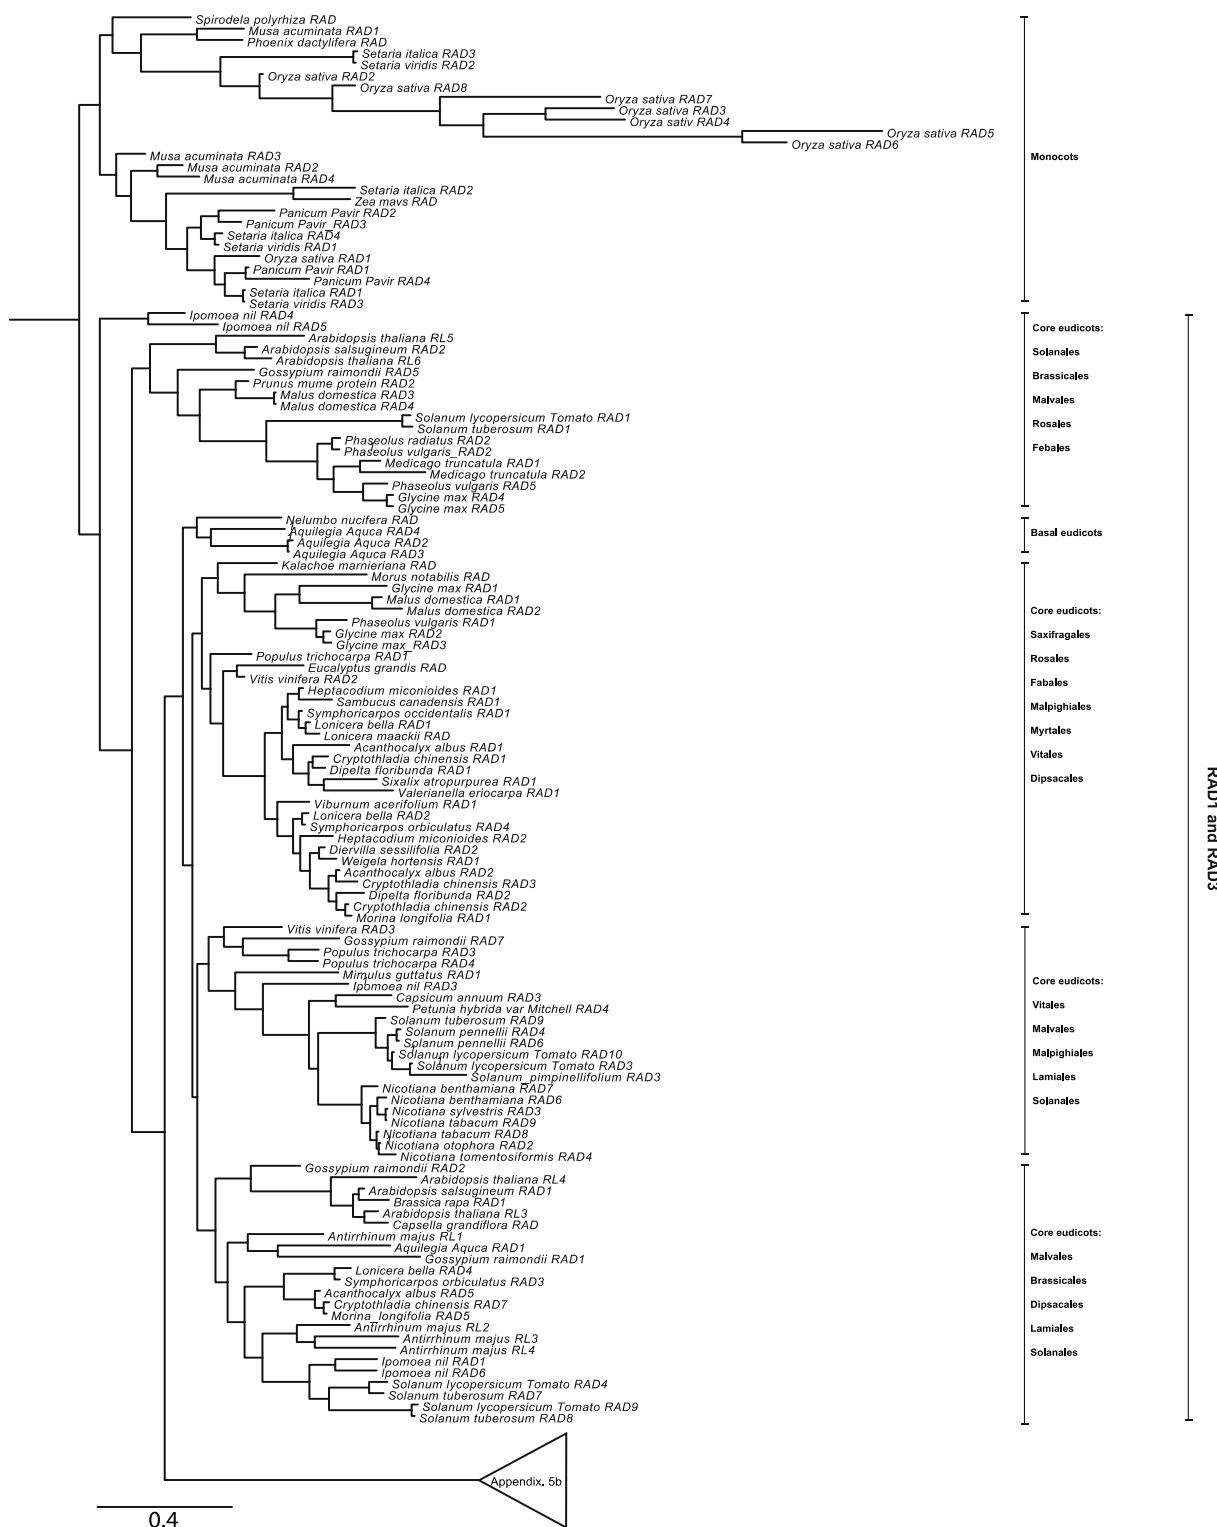 Spirodela polyrhiza RAD
Musa acuminata RAD1
Phoenix dactylifera RAD
Setaria italica RAD3
Setaria viridis RAD2
Oryza sativa RAD2
Oryza sativa RAD8
Oryza sativa RAD7
Oryza sativa RAD3
Oryza sativ RAD4
Oryza sativa RAD5
Oryza sativa RAD6
Musa acuminata RAD3
Musa acuminata RAD2
Musa acuminata RAD4
Setaria italica RAD2
Zea mays RAD
Panicum Pavir RAD2
Panicum Pavir_RAD3
Setaria italica RAD4
Setaria viridis RAD1
Oryza sativa RAD1
Panicum Pavir RAD1
Panicum Pavir RAD4
Setaria italica RAD1
Setaria viridis RAD3
Monocots
Ipomoea nil RAD4
Ipomoea nil RAD5
Arabidopsis thaliana RL5
Arabidopsis salsugineum RAD2
Arabidopsis thaliana RL6
Gossypium raimondii RAD5
Prunus mume protein RAD2
Malus domestica RAD3
Malus domestica RAD4
Solanum lycopersicum Tomato RAD1
Solanum tuberosum RAD1
Phaseolus radiatus RAD2
Phaseolus vulgaris_RAD2
Medicago truncatula RAD1
Medicago truncatula RAD2
Phaseolus vulgaris RAD5
Glycine max RAD4
Glycine max RAD5
Core eudicots:
Solanales
Brassicales
Malvales
Rosales
Febales
Nelumbo nucifera RAD
Aquilegia Aquca RAD4
Aquilegia Aquca RAD2
Aquilegia Aquca RAD3
Basal eudicots
Kalachoe marnieriana RAD
Morus notabilis RAD
Glycine max RAD1
Malus domestica RAD1
Malus domestica RAD2
Phaseolus vulgaris RAD1
Glycine max RAD2
Glycine max_RAD3
Populus trichocarpa RAD1
Eucalyptus grandis RAD
Vitis vinifera RAD2
Heptacodium miconioides RAD1
Sambucus canadensis RAD1
Symphoricarpos occidentalis RAD1
Lonicera bella RAD1
Lonicera maackii RAD
Acanthocalyx albus RAD1
Cryptothladia chinensis RAD1
Dipelta floribunda RAD1
Sixalix atropurpurea RAD1
Valerianella eriocarpa RAD1
Viburnum acerifolium RAD1
Lonicera bella RAD2
Symphoricarpos orbiculatus RAD4
Heptacodium miconioides RAD2
Diervilla sessilifolia RAD2
Weigela hortensis RAD1
Acanthocalyx albus RAD2
Cryptothladia chinensis RAD3
Dipelta floribunda RAD2
Cryptothladia chinensis RAD2
Morina longifolia RAD1
Core eudicots:
Saxifragales
Rosales
Fabales
Malpighiales
Myrtales
Vitales
Dipsacales
RAD1 and RAD3
Vitis vinifera RAD3
Gossypium raimondii RAD7
Populus trichocarpa RAD3
Populus trichocarpa RAD4
Mimulus guttatus RAD1
Ipomoea nil RAD3
Capsicum annuum RAD3
Petunia hybrida var Mitchell RAD4
Solanum tuberosum RAD9
Solanum pennellii RAD4
Solanum pennellii RAD6
Solanum lycopersicum Tomato RAD10
Solanum lycopersicum Tomato RAD3
Solanum_pimpinellifolium RAD3
Nicotiana benthamiana RAD7
Nicotiana benthamiana RAD6
Nicotiana sylvestris RAD3
Nicotiana tabacum RAD9
Nicotiana tabacum RAD8
Nicotiana otophora RAD2
Nicotiana tomentosiformis RAD4
Core eudicots:
Vitales
Malvales
Malpighiales
Lamiales
Solanales
Gossypium raimondii RAD2
Arabidopsis thaliana RL4
Arabidopsis salsugineum RAD1
Brassica rapa RAD1
Arabidopsis thaliana RL3
Capsella grandiflora RAD
Antirrhinum majus RL1
Aquilegia Aquca RAD1
Gossypium raimondii RAD1
Lonicera bella RAD4
Symphoricarpos orbiculatus RAD3
Acanthocalyx albus RAD5
Cryptothladia chinensis RAD7
Morina_longifolia RAD5
Antirrhinum majus RL2
Antirrhinum majus RL3
Antirrhinum majus RL4
Ipomoea nil RAD1
Ipomoea nil RAD6
Solanum lycopersicum Tomato RAD4
Solanum tuberosum RAD7
Solanum lycopersicum Tomato RAD9
Solanum tuberosum RAD8
Core eudicots:
Malvales
Brassicales
Dipsacales
Lamiales
Solanales
Appendix. 5b
0.4